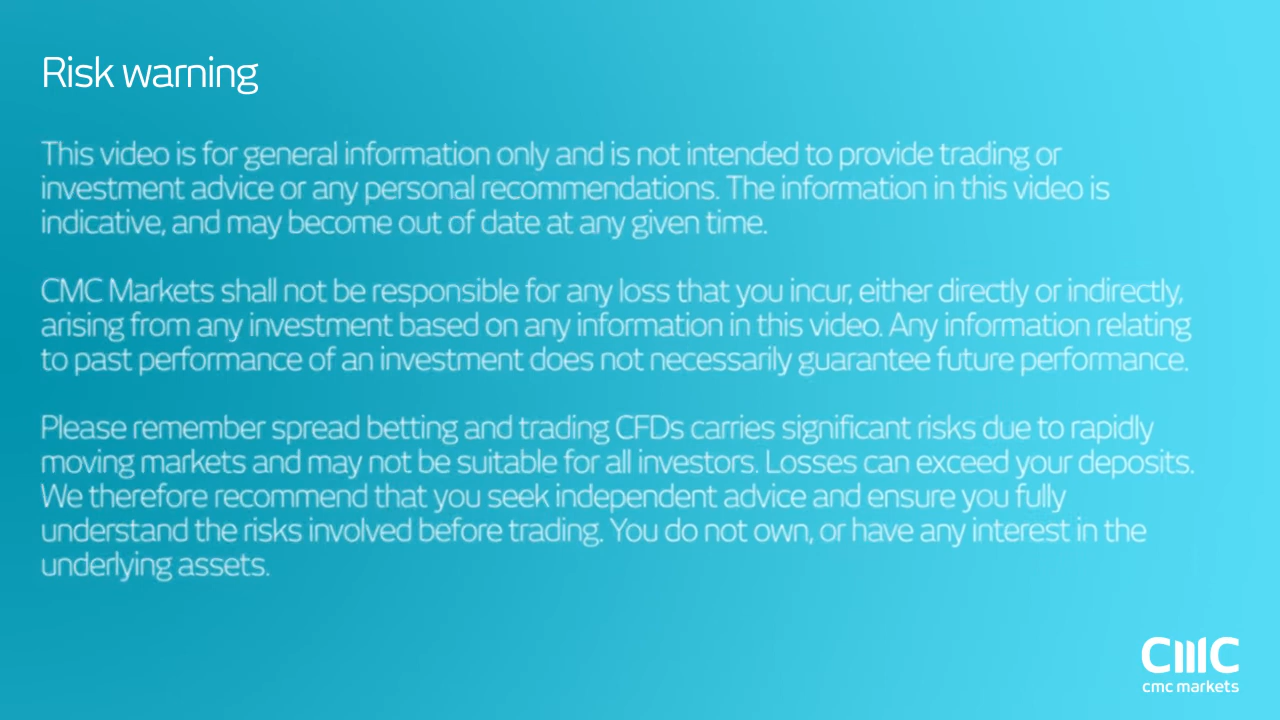 Risk warning
This video is for general information only and is not intended to provide trading or
investment advice or any personal recommendations. The information in this video is
indicative, and may become out of date at any given time.
CMC Markets shall not be responsible for any loss that you incur, either directly or indirectly,
arising from any investment based on any information in this video. Any information relating
to past performance of an investment does not necessarily guarantee future performance.
Please remember spread betting and trading CFDs carries significant risks due to rapidly
moving markets and may not be suitable for all investors. Losses can exceed your deposits.
We therefore recommend that you seek independent advice and ensure you fully
understand the risks involved before trading. You do not own, or have any interest in the
underlying assets.
CMC
cmc markets